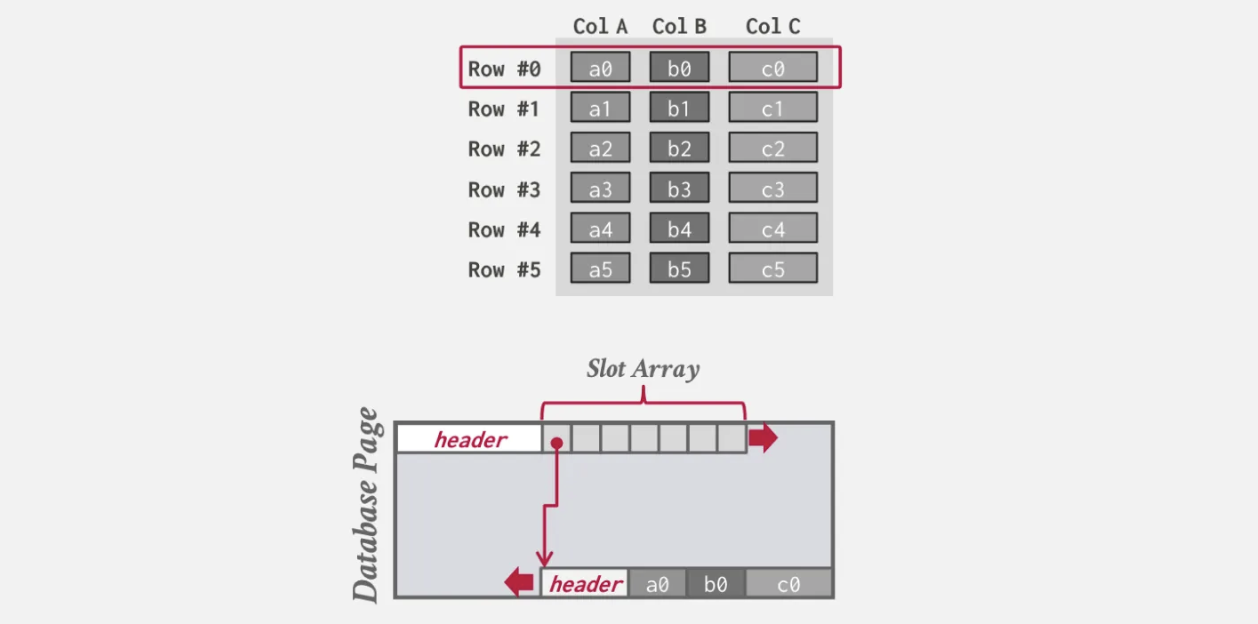 Col A Col B Col C
Row #0 a0 b0 c0
Row #1 a1 b1 c1
Row #2 a2 b2 c2
Row #3 a3 b3 c3
Row #4 a4 b4 c4
Row #5 a5 b5 c5
Slot Array
Database Page
header
header a0 b0 c0